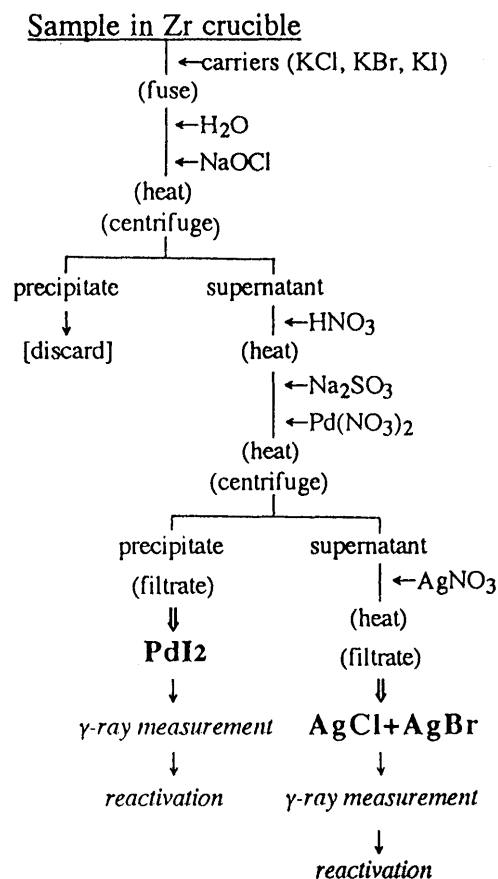 Sample in Zr crucible
←carriers (KCl, KBr, KI)
(fuse)
←H2O
←NaOCl
(heat)
(centrifuge)
precipitate supernatant
←HNO3
[discard] (heat)
←Na2SO3
←Pd(NO3)2
(heat)
(centrifuge)
precipitate supernatant
(filtrate) ←AgNO3
(heat)
PdI2 (filtrate)
γ-ray measurement AgCl+AgBr
reactivation γ-ray measurement
reactivation